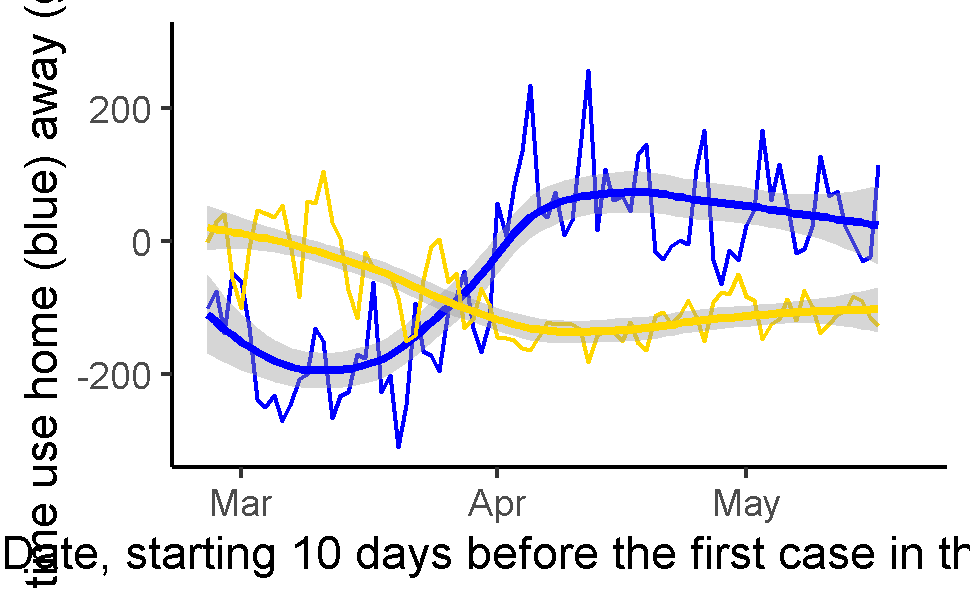 time use home (blue) away (
200
0
-200
Mar Apr May
Date, starting 10 days before the first case in th